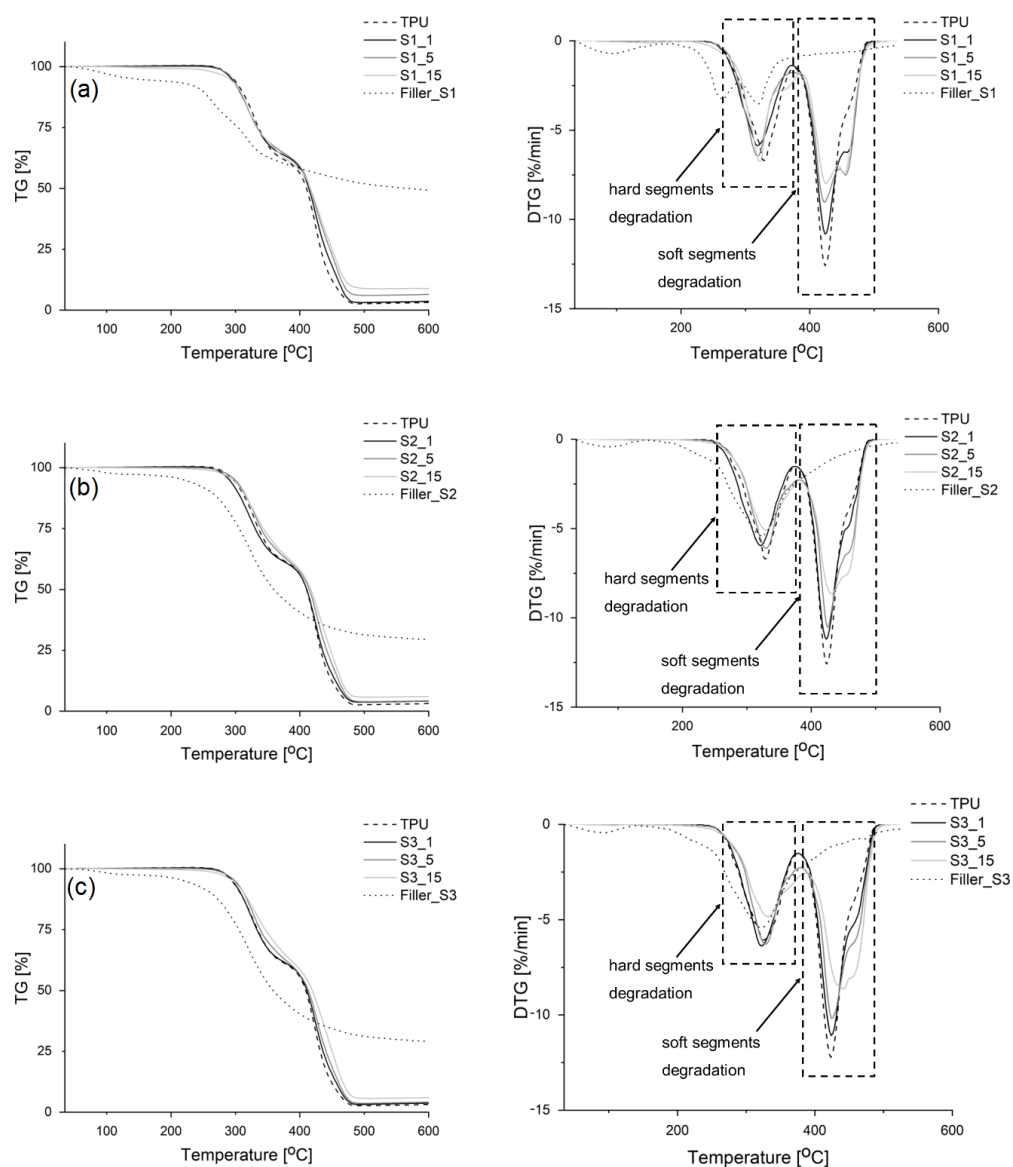 TPU
S1_1
S1_5
S1_15
Filler_S1
(a)
100
75
50
25
0
TG [%]
100
200
300
400
500
600
Temperature [ºC]
TPU
S1_1
S1_5
S1_15
Filler_S1
0
-5
-10
-15
DTG [%/min]
hard segments
degradation
soft segments
degradation
200
400
600
Temperature [ºC]
TPU
S2_1
S2_5
S2_15
Filler_S2
(b)
100
75
50
25
0
TG [%]
100
200
300
400
500
600
Temperature [ºC]
TPU
S2_1
S2_5
S2_15
Filler_S2
0
-5
-10
-15
DTG [%/min]
hard segments
degradation
soft segments
degradation
200
400
600
Temperature [ºC]
TPU
S3_1
S3_5
S3_15
Filler_S3
(c)
100
75
50
25
0
TG [%]
100
200
300
400
500
600
Temperature [ºC]
TPU
S3_1
S3_5
S3_15
Filler_S3
0
-5
-10
-15
DTG [%/min]
hard segments
degradation
soft segments
degradation
200
400
600
Temperature [ºC]